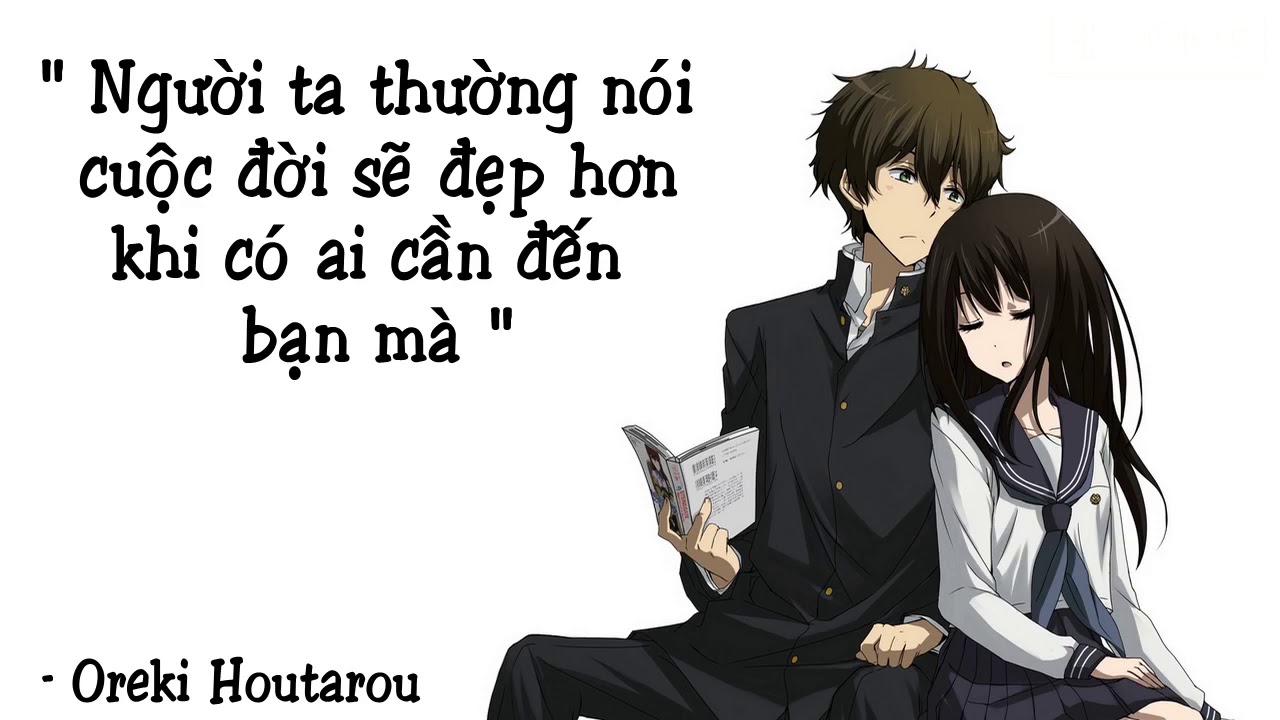 " Người ta thường nói
cuộc đời sẽ đẹp hơn
khi có ai cần đến
bạn mà "
- Oreki Houtarou